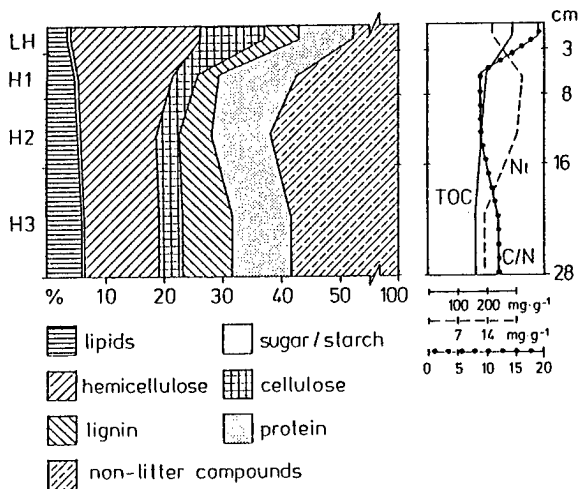 cm
LH
3
H1
8
H2
16
Nt
H3
TOC
C/N
28
% 10 20 30 40 50 100
100 200 mg·g-1
7 14 mg·g-1
0 5 10 15 20
lipids
sugar/starch
hemicellulose
cellulose
lignin
protein
non-litter compounds